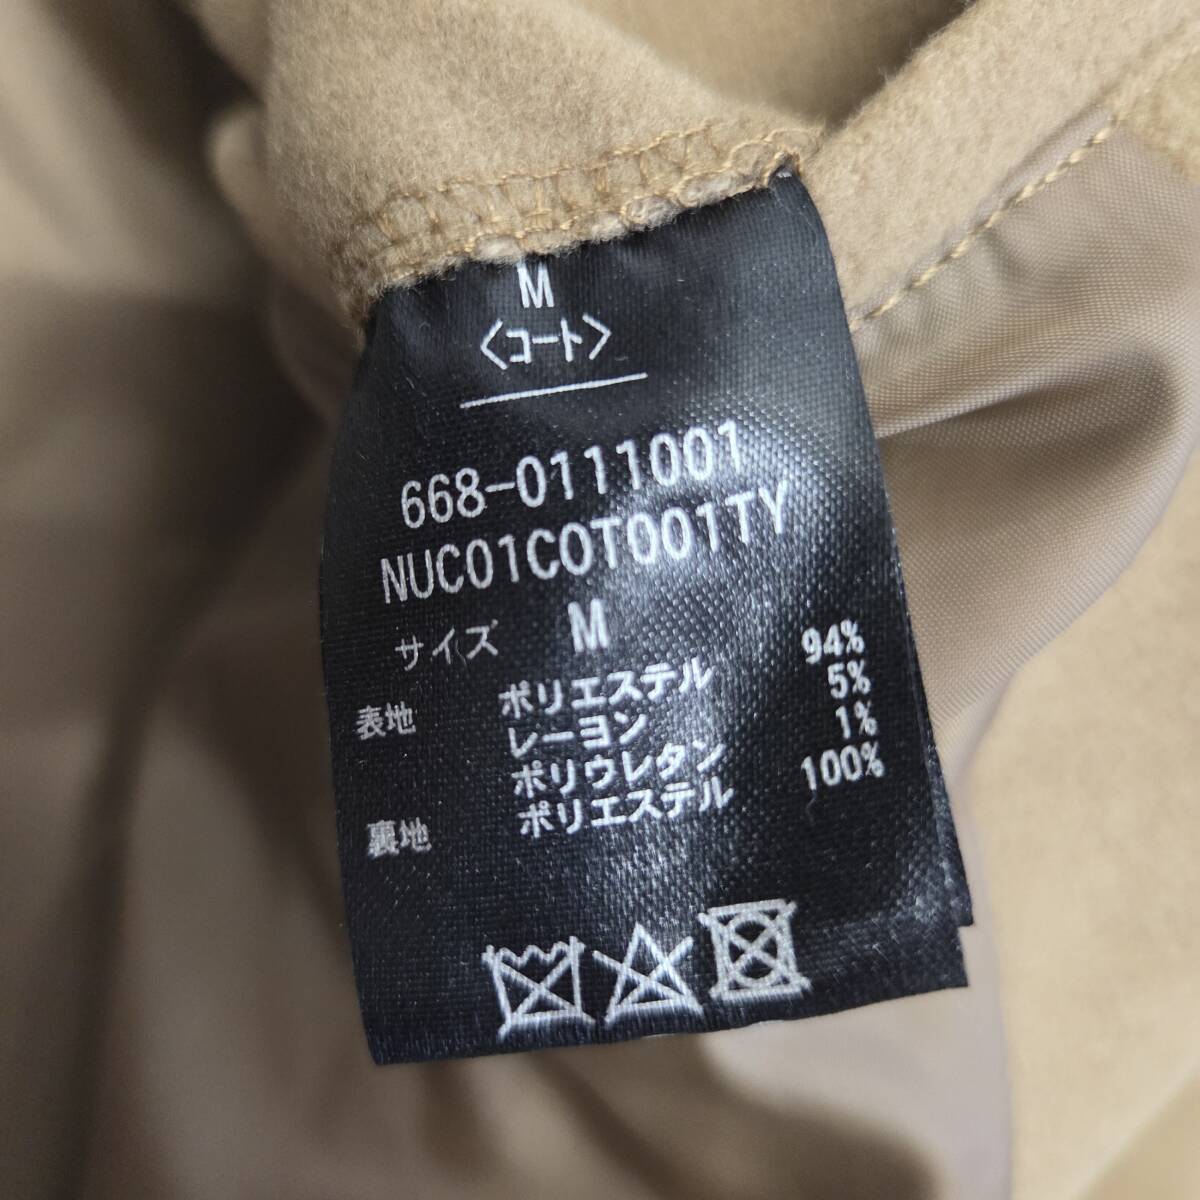 M
〈コート〉
668-0111001
NUC01COT001TY
サイズ M
表地 ポリエステル 94%
レーヨン 5%
ポリウレタン 1%
裏地 ポリエステル 100%